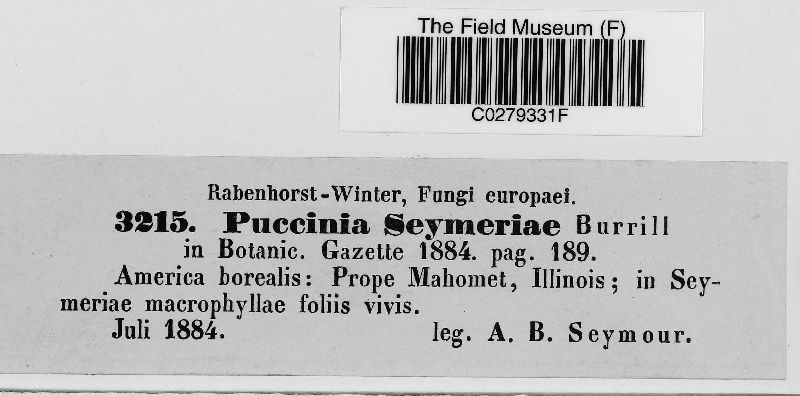 The Field Museum (F)
C0279331F
Rabenhorst-Winter, Fungi europaei.
3215. Puccinia Seymeriae Burrill
in Botanic. Gazette 1884. pag. 189.
America borealis: Prope Mahomet, Illinois; in Sey-
meriae macrophyllae foliis vivis.
Juli 1884. leg. A. B. Seymour.